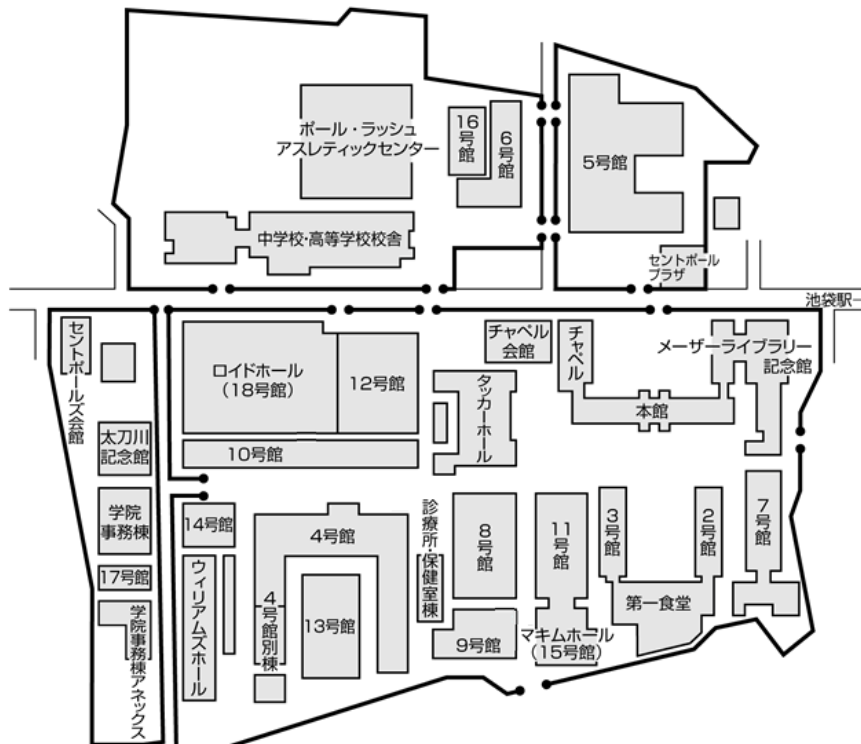 ポール・ラッシュ
アスレティックセンター
16号館
6号館
5号館
中学校・高等学校校舎
セントポール
プラザ
池袋駅
セントポールズ会館
ロイドホール
(18号館)
12号館
チャペル
会館
チャペル
メーザーライブラリー
記念館
タッカーホール
本館
太刀川
記念館
10号館
学院
事務棟
14号館
4号館
診療所・保健室棟
8号館
11号館
3号館
2号館
7号館
17号館
ウィリアムズホール
4号館別棟
13号館
第一食堂
学院事務棟アネックス
9号館
マキムホール
(15号館)